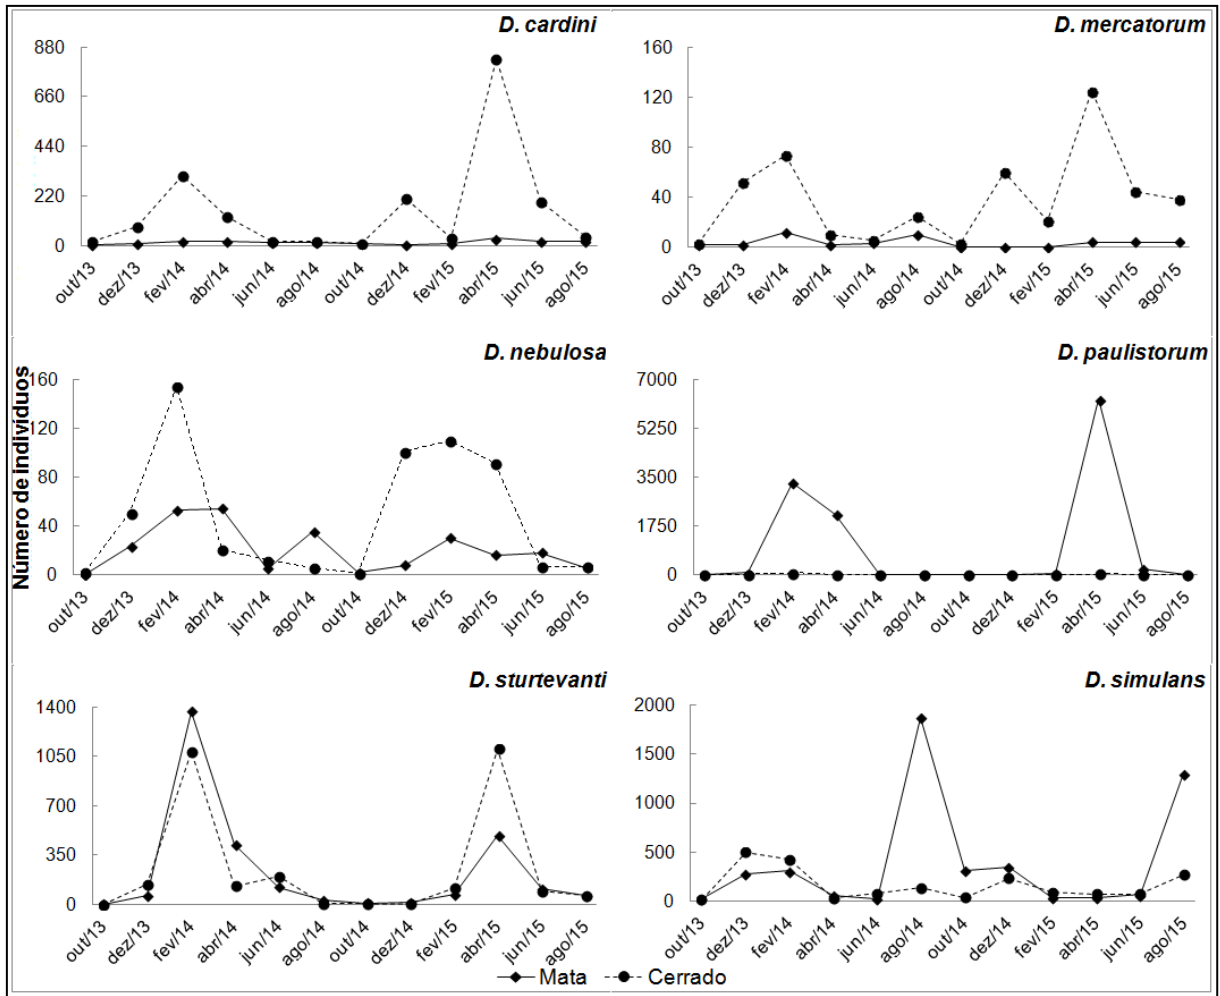 D. cardini
880
660
440
220
0
out/13 dez/13 fev/14 abr/14 jun/14 ago/14 out/14 dez/14 fev/15 abr/15 jun/15 ago/15
D. mercatorum
160
120
80
40
0
out/13 dez/13 fev/14 abr/14 jun/14 ago/14 out/14 dez/14 fev/15 abr/15 jun/15 ago/15
Número de indivíduos
D. nebulosa
160
120
80
40
0
out/13 dez/13 fev/14 abr/14 jun/14 ago/14 out/14 dez/14 fev/15 abr/15 jun/15 ago/15
D. paulistorum
7000
5250
3500
1750
0
out/13 dez/13 fev/14 abr/14 jun/14 ago/14 out/14 dez/14 fev/15 abr/15 jun/15 ago/15
D. sturtevanti
1400
1050
700
350
0
out/13 dez/13 fev/14 abr/14 jun/14 ago/14 out/14 dez/14 fev/15 abr/15 jun/15 ago/15
D. simulans
2000
1500
1000
500
0
out/13 dez/13 fev/14 abr/14 jun/14 ago/14 out/14 dez/14 fev/15 abr/15 jun/15 ago/15
Mata Cerrado